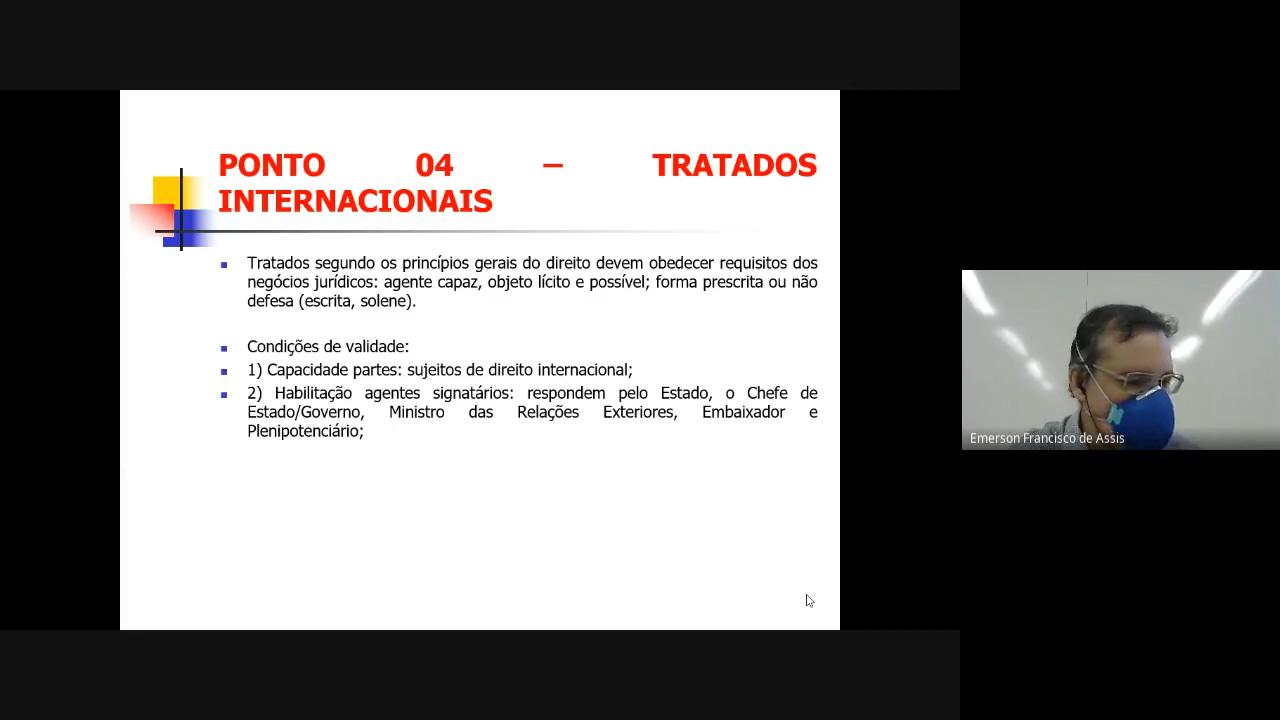 PONTO 04 – TRATADOS
INTERNACIONAIS
Tratados segundo os princípios gerais do direito devem obedecer requisitos dos
negócios jurídicos: agente capaz, objeto lícito e possível; forma prescrita ou não
defesa (escrita, solene).
Condições de validade:
1) Capacidade partes: sujeitos de direito internacional;
2) Habilitação agentes signatários: respondem pelo Estado, o Chefe de
Estado/Governo, Ministro das Relações Exteriores, Embaixador e
Plenipotenciário;
Emerson Francisco de Assis